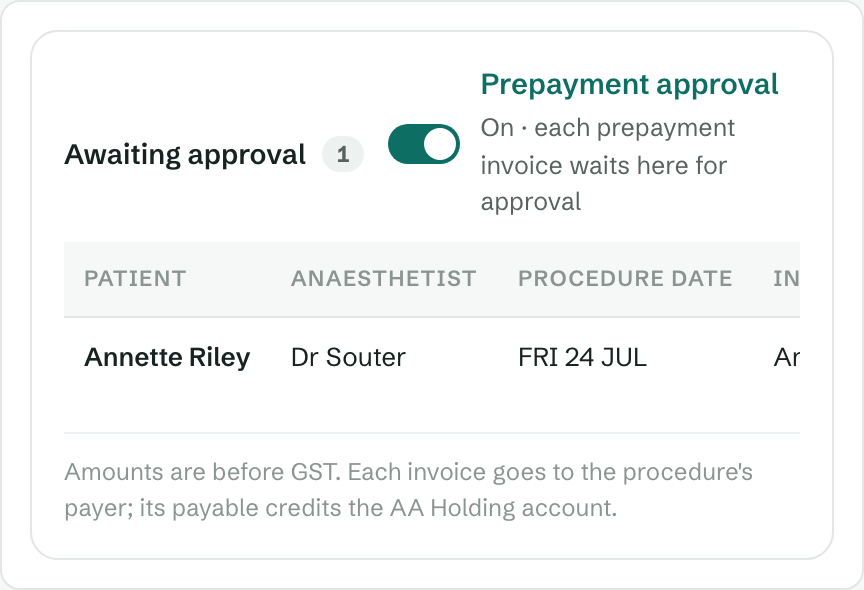 Prepayment approval
Awaiting approval 1
On · each prepayment
invoice waits here for
approval
PATIENT ANAESTHETIST PROCEDURE DATE IN
Annette Riley Dr Souter FRI 24 JUL Ar
Amounts are before GST. Each invoice goes to the procedure's
payer; its payable credits the AA Holding account.